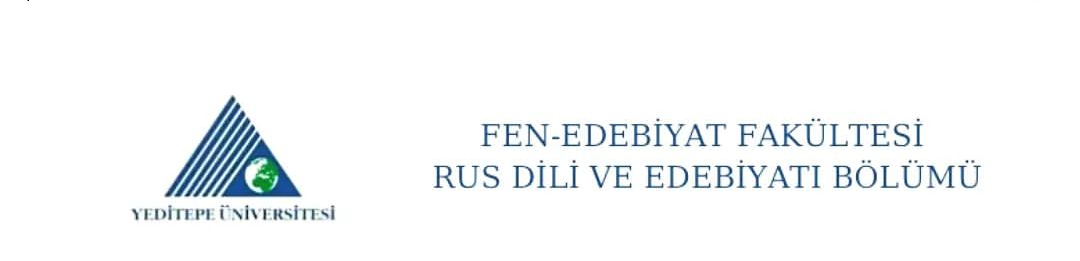 FEN-EDEBİYAT FAKÜLTESİ
RUS DİLİ VE EDEBİYATI BÖLÜMÜ
YEDİTEPE ÜNİVERSİTESİ